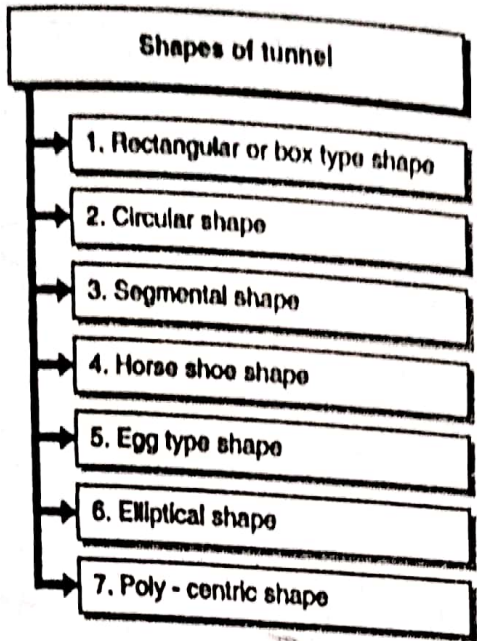 Shapes of tunnel
1. Rectangular or box type shape
2. Circular shape
3. Segmental shape
4. Horse shoe shape
5. Egg type shape
6. Elliptical shape
7. Poly - centric shape